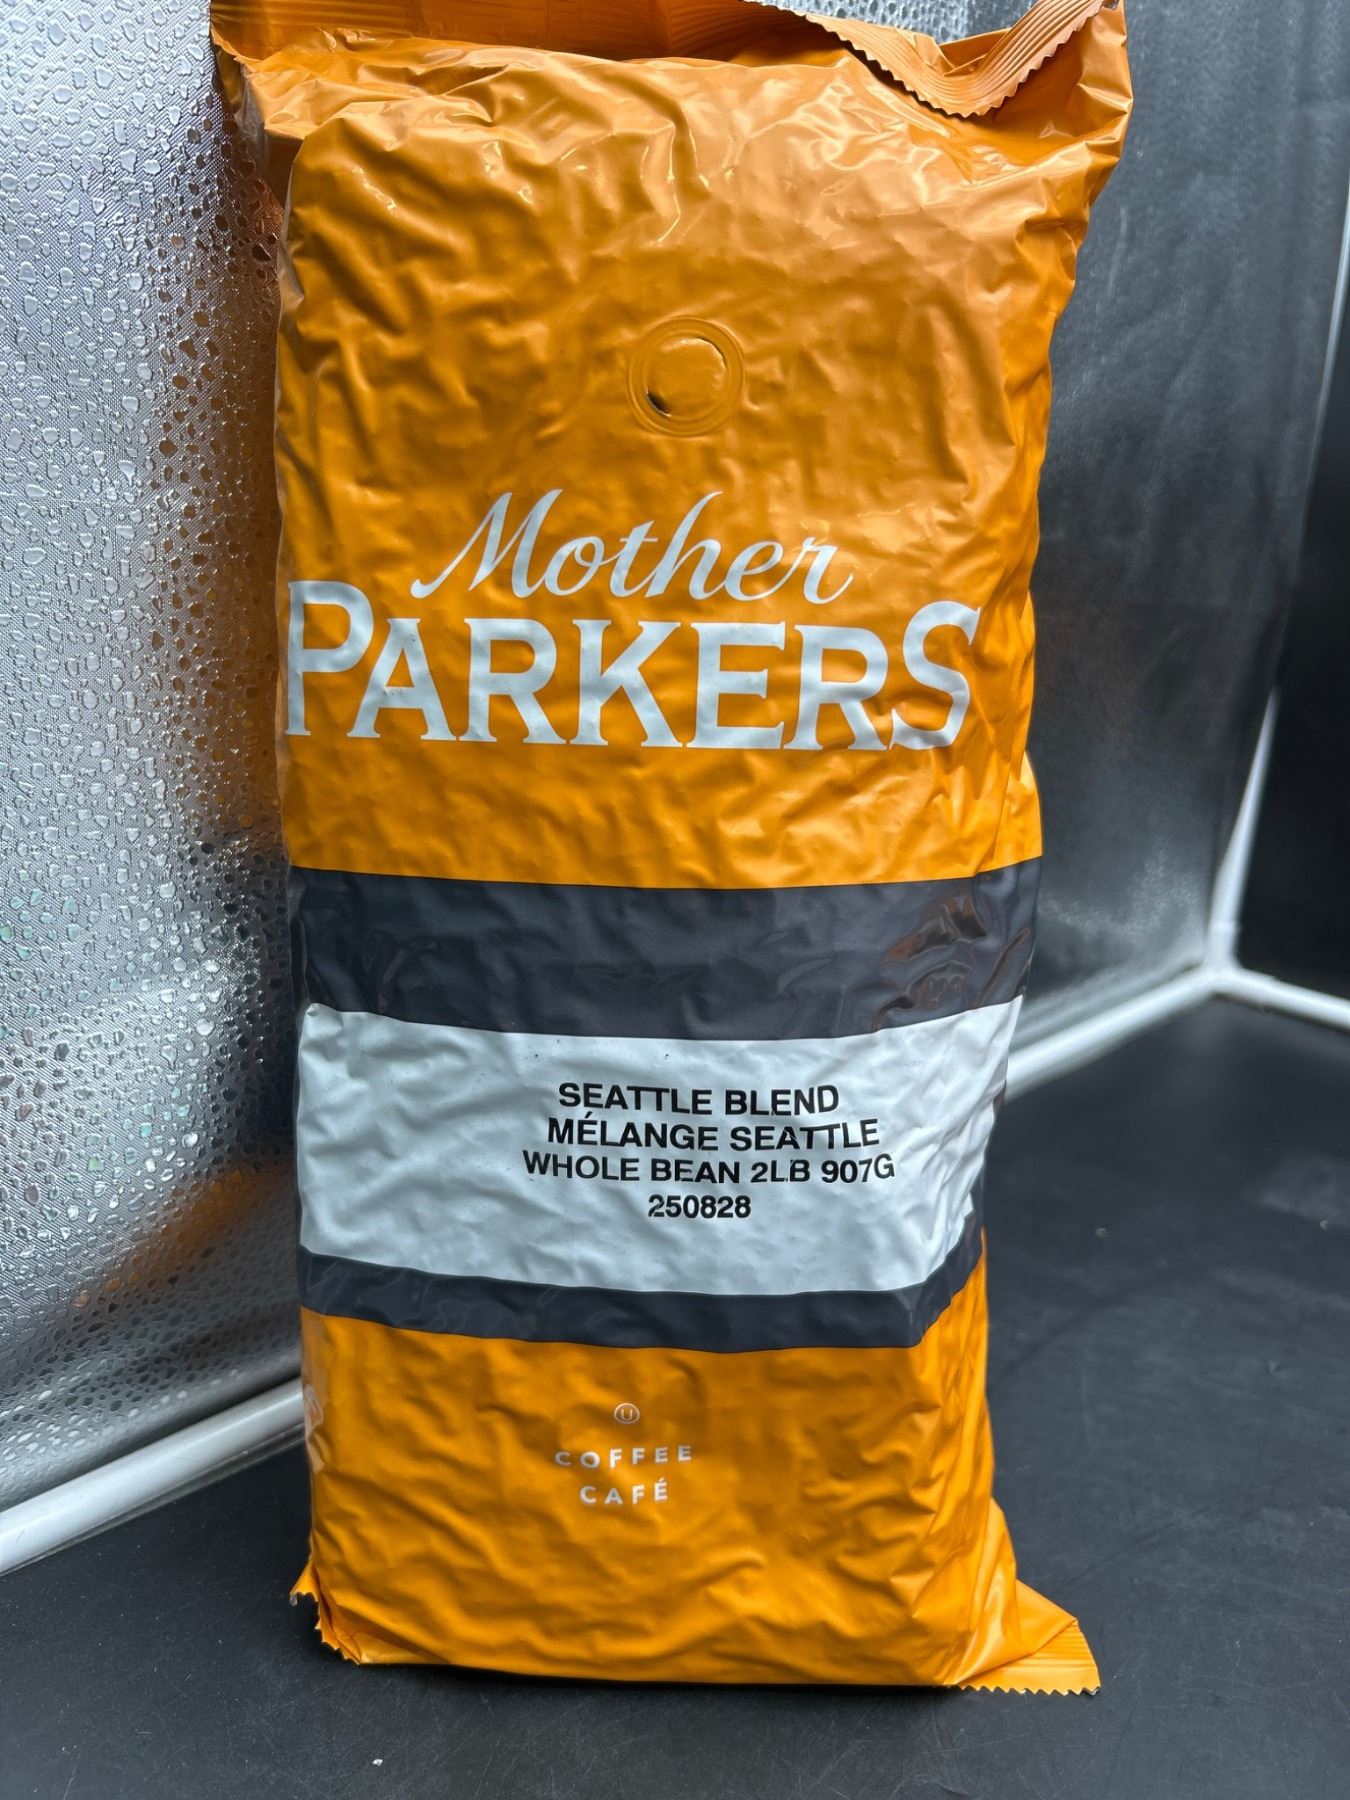 Mother
PARKERS
SEATTLE BLEND
MÉLANGE SEATTLE
WHOLE BEAN 2LB 907G
250828
U
COFFEE
CAFÉ